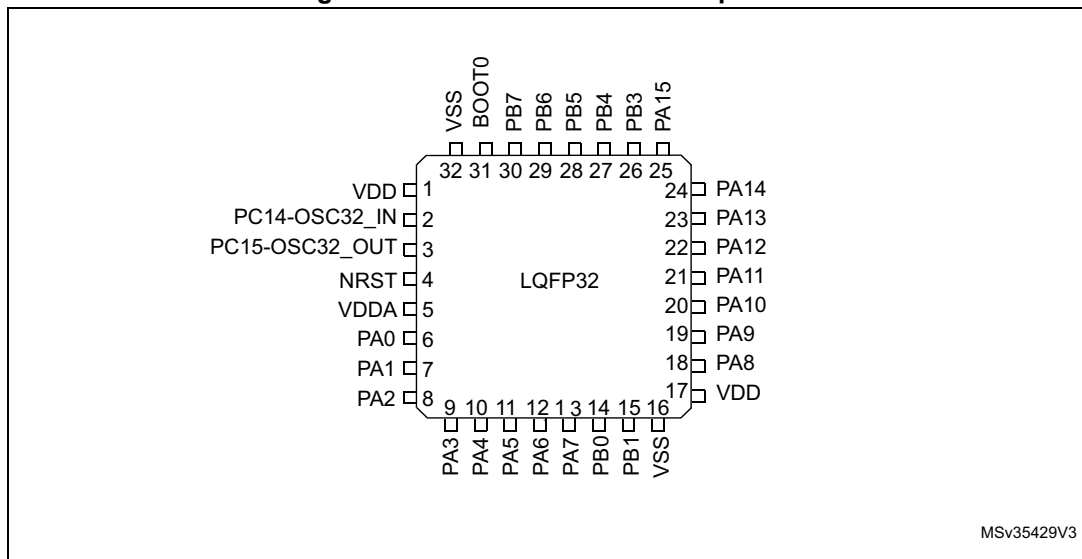 VSS
BOOT0
PB7
PB6
PB5
PB4
PB3
PA15
32 31 30 29 28 27 26 25
VDD 1
PC14-OSC32_IN 2
PC15-OSC32_OUT 3
NRST 4
VDDA 5
PA0 6
PA1 7
PA2 8
LQFP32
24 PA14
23 PA13
22 PA12
21 PA11
20 PA10
19 PA9
18 PA8
17 VDD
9 10 11 12 13 14 15 16
PA3
PA4
PA5
PA6
PA7
PB0
PB1
VSS
MSv35429V3